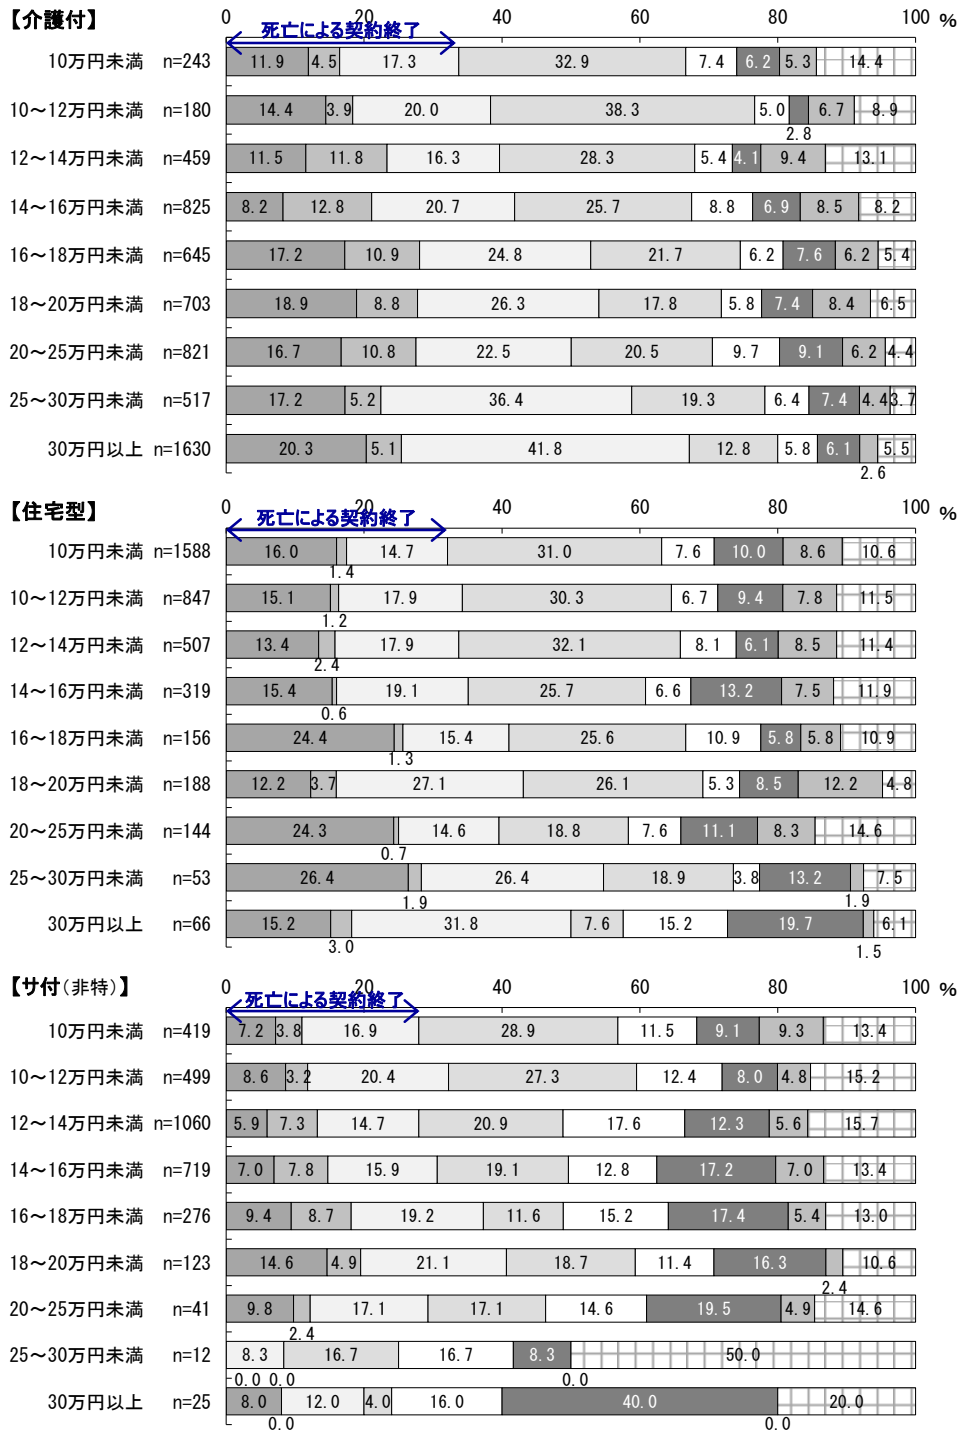 【介護付】 0 20 40 60 80 100 %
死亡による契約終了
10万円未満 n=243 11.9 4.5 17.3 32.9 7.4 6.2 5.3 14.4
10～12万円未満 n=180 14.4 3.9 20.0 38.3 5.0 6.7 8.9
2.8
12～14万円未満 n=459 11.5 11.8 16.3 28.3 5.4 4.1 9.4 13.1
14～16万円未満 n=825 8.2 12.8 20.7 25.7 8.8 6.9 8.5 8.2
16～18万円未満 n=645 17.2 10.9 24.8 21.7 6.2 7.6 6.2 5.4
18～20万円未満 n=703 18.9 8.8 26.3 17.8 5.8 7.4 8.4 6.5
20～25万円未満 n=821 16.7 10.8 22.5 20.5 9.7 9.1 6.2 4.4
25～30万円未満 n=517 17.2 5.2 36.4 19.3 6.4 7.4 4.4 3.7
30万円以上 n=1630 20.3 5.1 41.8 12.8 5.8 6.1 5.5
2.6
【住宅型】 0 20 40 60 80 100 %
死亡による契約終了
10万円未満 n=1588 16.0 14.7 31.0 7.6 10.0 8.6 10.6
1.4
10～12万円未満 n=847 15.1 17.9 30.3 6.7 9.4 7.8 11.5
1.2
12～14万円未満 n=507 13.4 17.9 32.1 8.1 6.1 8.5 11.4
2.4
14～16万円未満 n=319 15.4 19.1 25.7 6.6 13.2 7.5 11.9
0.6
16～18万円未満 n=156 24.4 15.4 25.6 10.9 5.8 5.8 10.9
1.3
18～20万円未満 n=188 12.2 3.7 27.1 26.1 5.3 8.5 12.2 4.8
20～25万円未満 n=144 24.3 14.6 18.8 7.6 11.1 8.3 14.6
0.7
25～30万円未満 n=53 26.4 26.4 18.9 3.8 13.2 7.5
1.9 1.9
30万円以上 n=66 15.2 31.8 7.6 15.2 19.7 6.1
3.0 1.5
【サ付（非特）】 0 20 40 60 80 100 %
死亡による契約終了
10万円未満 n=419 7.2 3.8 16.9 28.9 11.5 9.1 9.3 13.4
10～12万円未満 n=499 8.6 3.2 20.4 27.3 12.4 8.0 4.8 15.2
12～14万円未満 n=1060 5.9 7.3 14.7 20.9 17.6 12.3 5.6 15.7
14～16万円未満 n=719 7.0 7.8 15.9 19.1 12.8 17.2 7.0 13.4
16～18万円未満 n=276 9.4 8.7 19.2 11.6 15.2 17.4 5.4 13.0
18～20万円未満 n=123 14.6 4.9 21.1 18.7 11.4 16.3 10.6
2.4
20～25万円未満 n=41 9.8 17.1 17.1 14.6 19.5 4.9 14.6
2.4
25～30万円未満 n=12 8.3 16.7 16.7 8.3 50.0
0.0 0.0 0.0
30万円以上 n=25 8.0 12.0 4.0 16.0 40.0 20.0
0.0 0.0